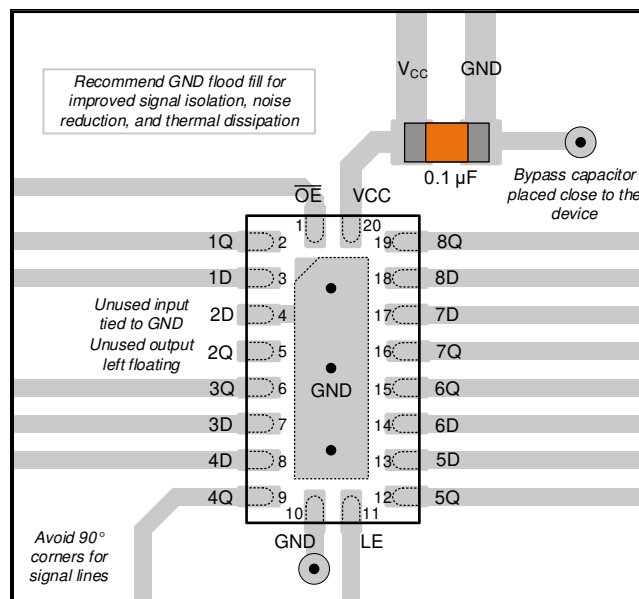 Recommend GND flood fill for
improved signal isolation, noise
reduction, and thermal dissipation
VCC GND
0.1 µF
Bypass capacitor
placed close to the
device
OE VCC
1 20
1Q 2 19 8Q
1D 3 18 8D
Unused input
tied to GND
2D 4 17 7D
Unused output
left floating
2Q 5 16 7Q
3Q 6 GND 15 6Q
3D 7 14 6D
4D 8 13 5D
4Q 9 12 5Q
10 11
GND LE
Avoid 90°
corners for
signal lines